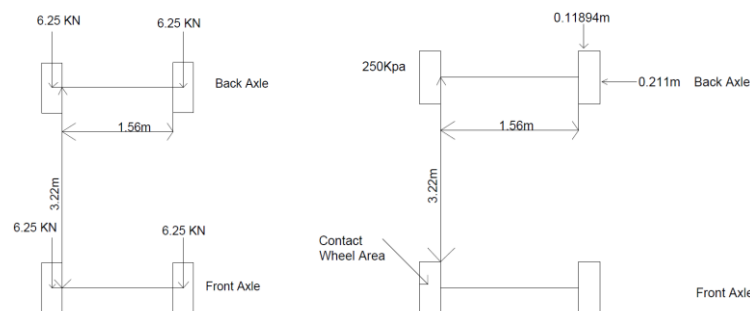 6.25 KN
6.25 KN
Back Axle
1.56m
3.22m
6.25 KN
6.25 KN
Front Axle
0.11894m
250Kpa
0.211m
Back Axle
1.56m
3.22m
Contact
Wheel Area
Front Axle